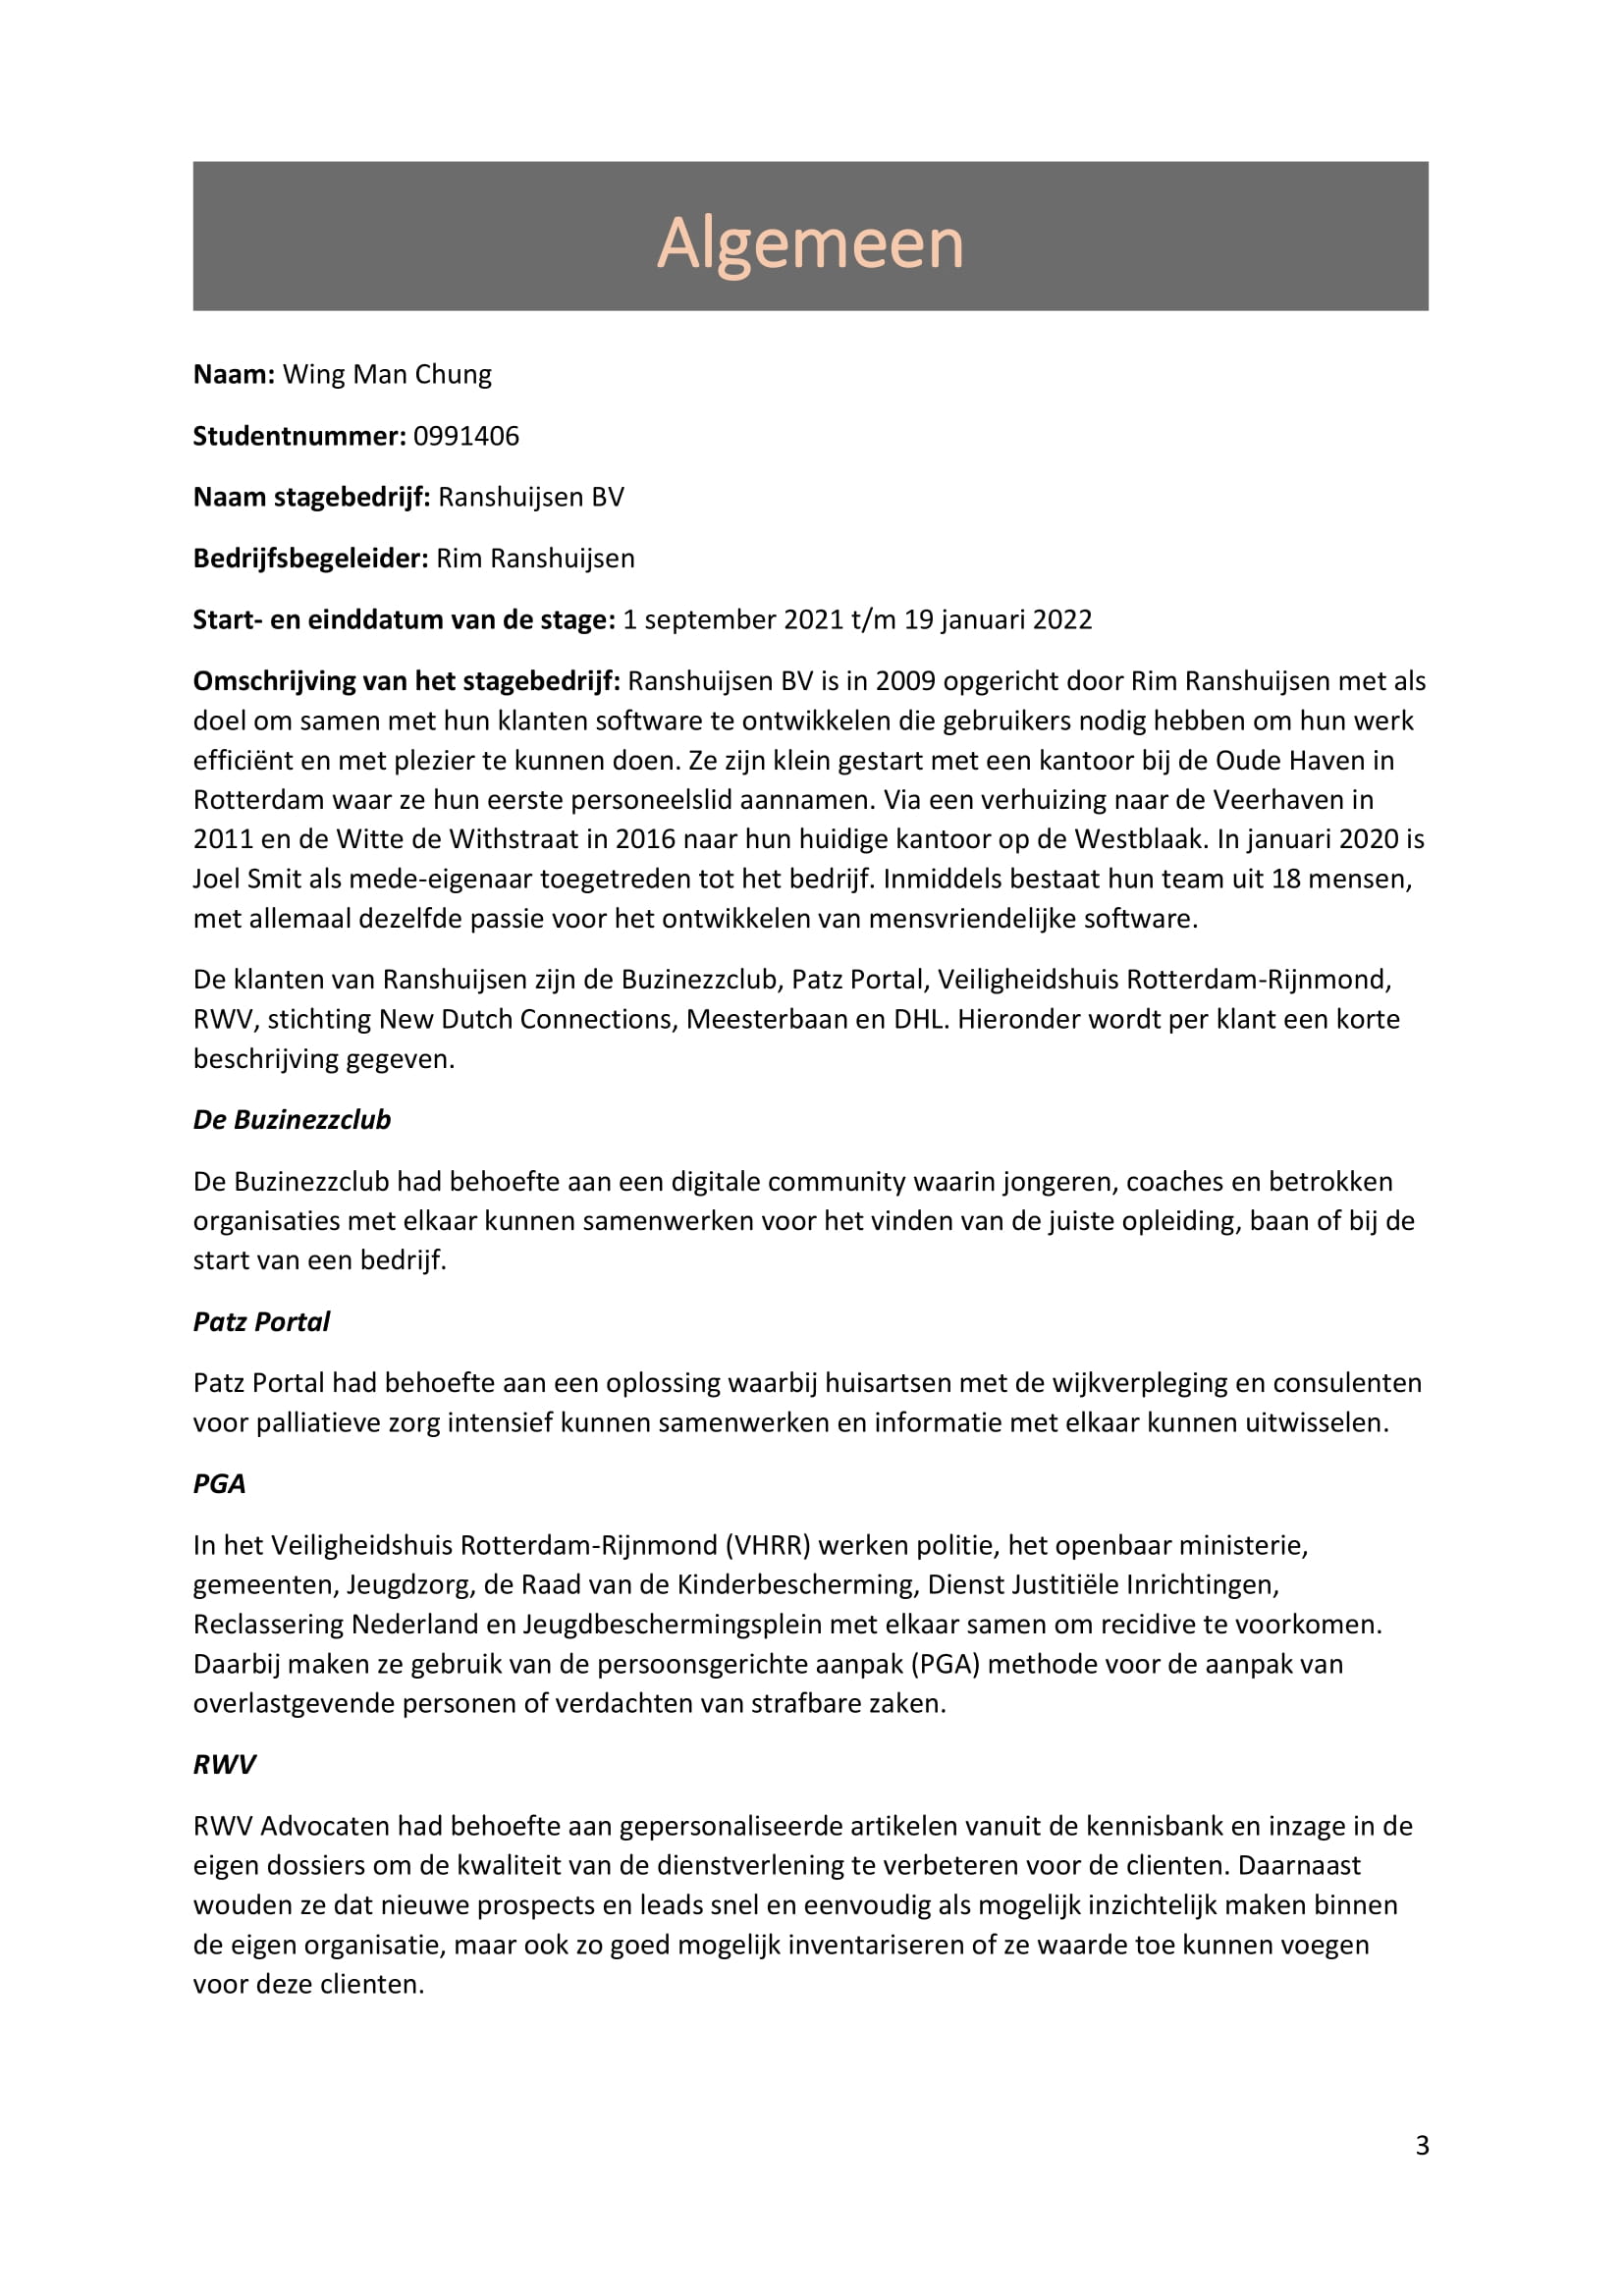 Algemeen
Naam: Wing Man Chung
Studentnummer: 0991406
Naam stagebedrijf: Ranshuijsen BV
Bedrijfsbegeleider: Rim Ranshuijsen
Start- en einddatum van de stage: 1 september 2021 t/m 19 januari 2022
Omschrijving van het stagebedrijf: Ranshuijsen BV is in 2009 opgericht door Rim Ranshuijsen met als
doel om samen met hun klanten software te ontwikkelen die gebruikers nodig hebben om hun werk
efficiënt en met plezier te kunnen doen. Ze zijn klein gestart met een kantoor bij de Oude Haven in
Rotterdam waar ze hun eerste personeelslid aannamen. Via een verhuizing naar de Veerhaven in
2011 en de Witte de Withstraat in 2016 naar hun huidige kantoor op de Westblaak. In januari 2020 is
Joel Smit als mede-eigenaar toegetreden tot het bedrijf. Inmiddels bestaat hun team uit 18 mensen,
met allemaal dezelfde passie voor het ontwikkelen van mensvriendelijke software.
De klanten van Ranshuijsen zijn de Buzinezzclub, Patz Portal, Veiligheidshuis Rotterdam-Rijnmond,
RWV, stichting New Dutch Connections, Meesterbaan en DHL. Hieronder wordt per klant een korte
beschrijving gegeven.
De Buzinezzclub
De Buzinezzclub had behoefte aan een digitale community waarin jongeren, coaches en betrokken
organisaties met elkaar kunnen samenwerken voor het vinden van de juiste opleiding, baan of bij de
start van een bedrijf.
Patz Portal
Patz Portal had behoefte aan een oplossing waarbij huisartsen met de wijkverpleging en consulenten
voor palliatieve zorg intensief kunnen samenwerken en informatie met elkaar kunnen uitwisselen.
PGA
In het Veiligheidshuis Rotterdam-Rijnmond (VHRR) werken politie, het openbaar ministerie,
gemeenten, Jeugdzorg, de Raad van de Kinderbescherming, Dienst Justitiële Inrichtingen,
Reclassering Nederland en Jeugdbeschermingsplein met elkaar samen om recidive te voorkomen.
Daarbij maken ze gebruik van de persoonsgerichte aanpak (PGA) methode voor de aanpak van
overlastgevende personen of verdachten van strafbare zaken.
RWV
RWV Advocaten had behoefte aan gepersonaliseerde artikelen vanuit de kennisbank en inzage in de
eigen dossiers om de kwaliteit van de dienstverlening te verbeteren voor de clienten. Daarnaast
wouden ze dat nieuwe prospects en leads snel en eenvoudig als mogelijk inzichtelijk maken binnen
de eigen organisatie, maar ook zo goed mogelijk inventariseren of ze waarde toe kunnen voegen
voor deze clienten.
3